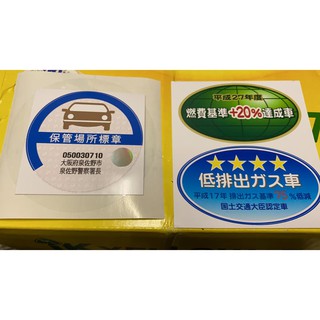 保管場所標章
050030710
大阪府泉佐野市
泉佐野警察署長
平成27年度
燃費基準+20%達成車
★★★★
低排出ガス車
平成17年 排出ガス基準 75%低減
国土交通大臣認定車